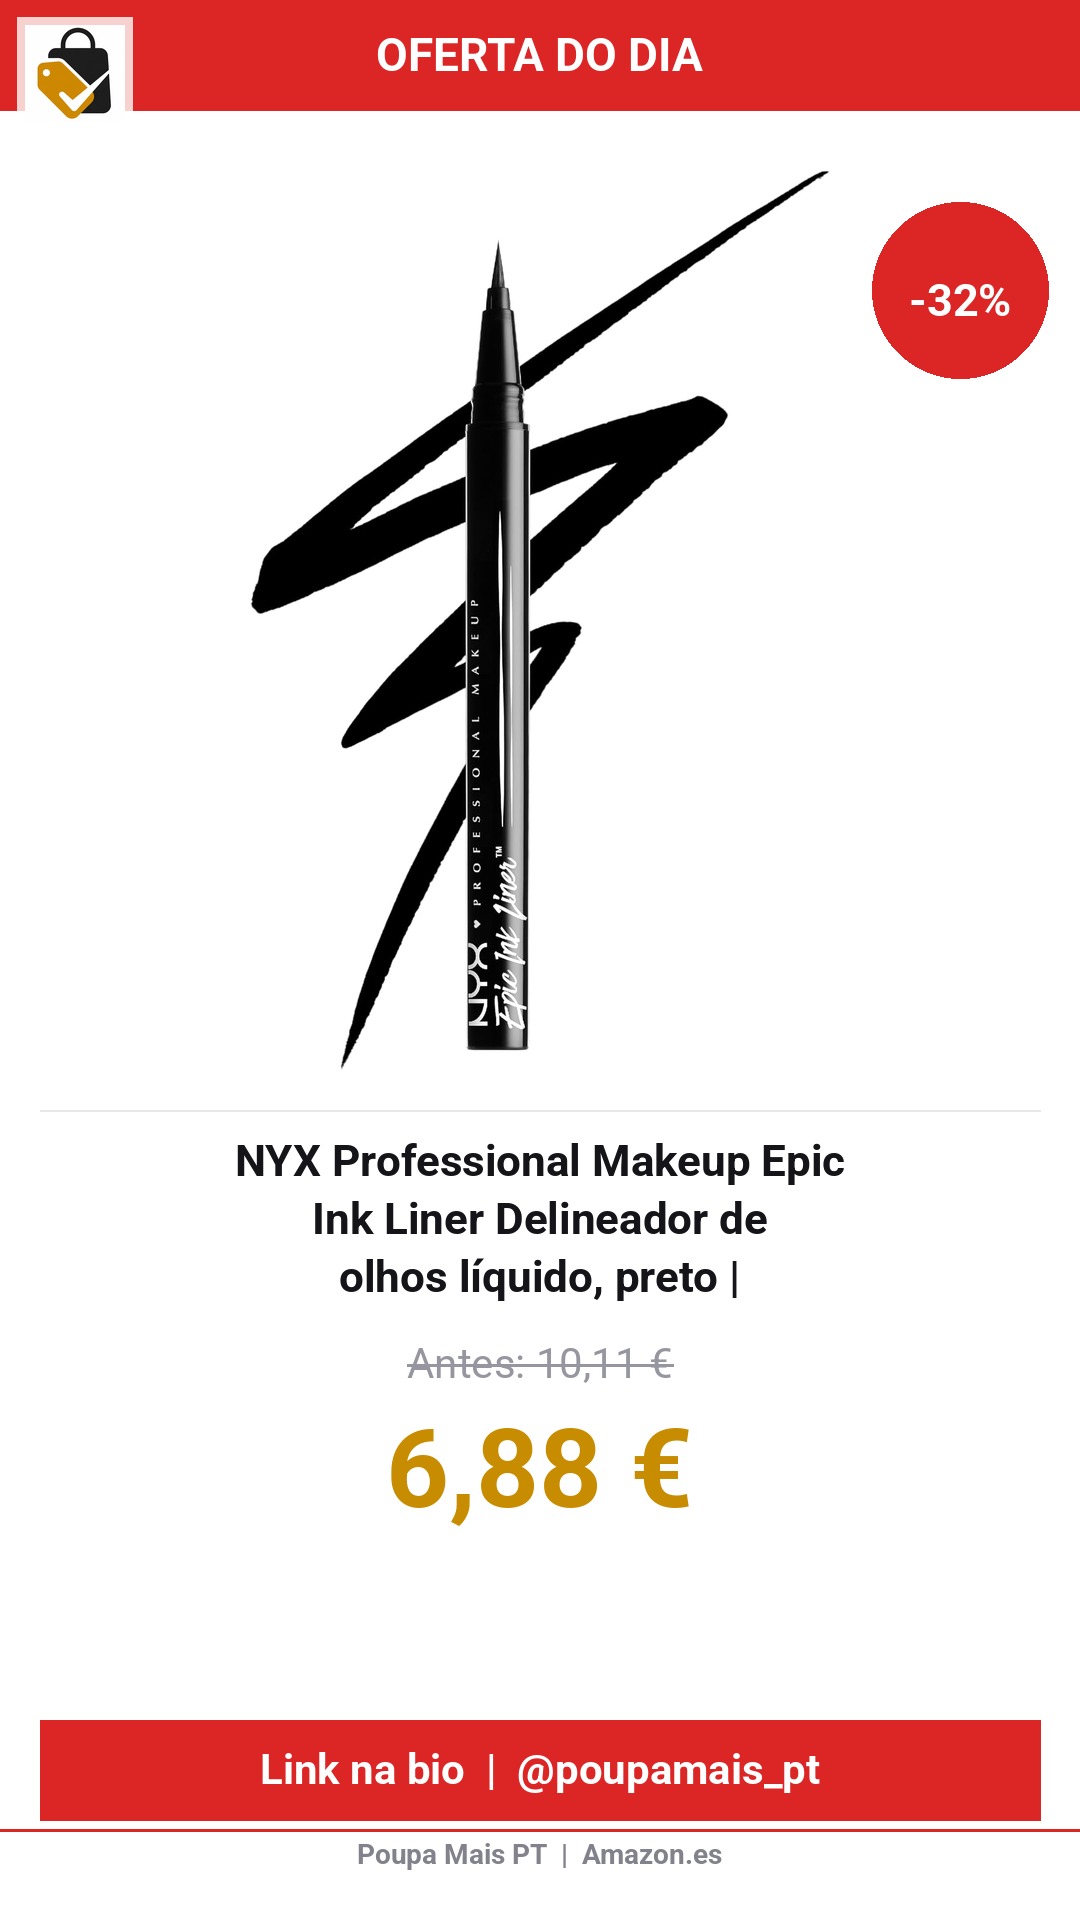 OFERTA DO DIA
-32%
NYX ♥ PROFESSIONAL MAKEUP
Epic Ink Liner™
NYX Professional Makeup Epic
Ink Liner Delineador de
olhos líquido, preto |
Antes: 10,11 €
6,88 €
Link na bio | @poupamais_pt
Poupa Mais PT | Amazon.es